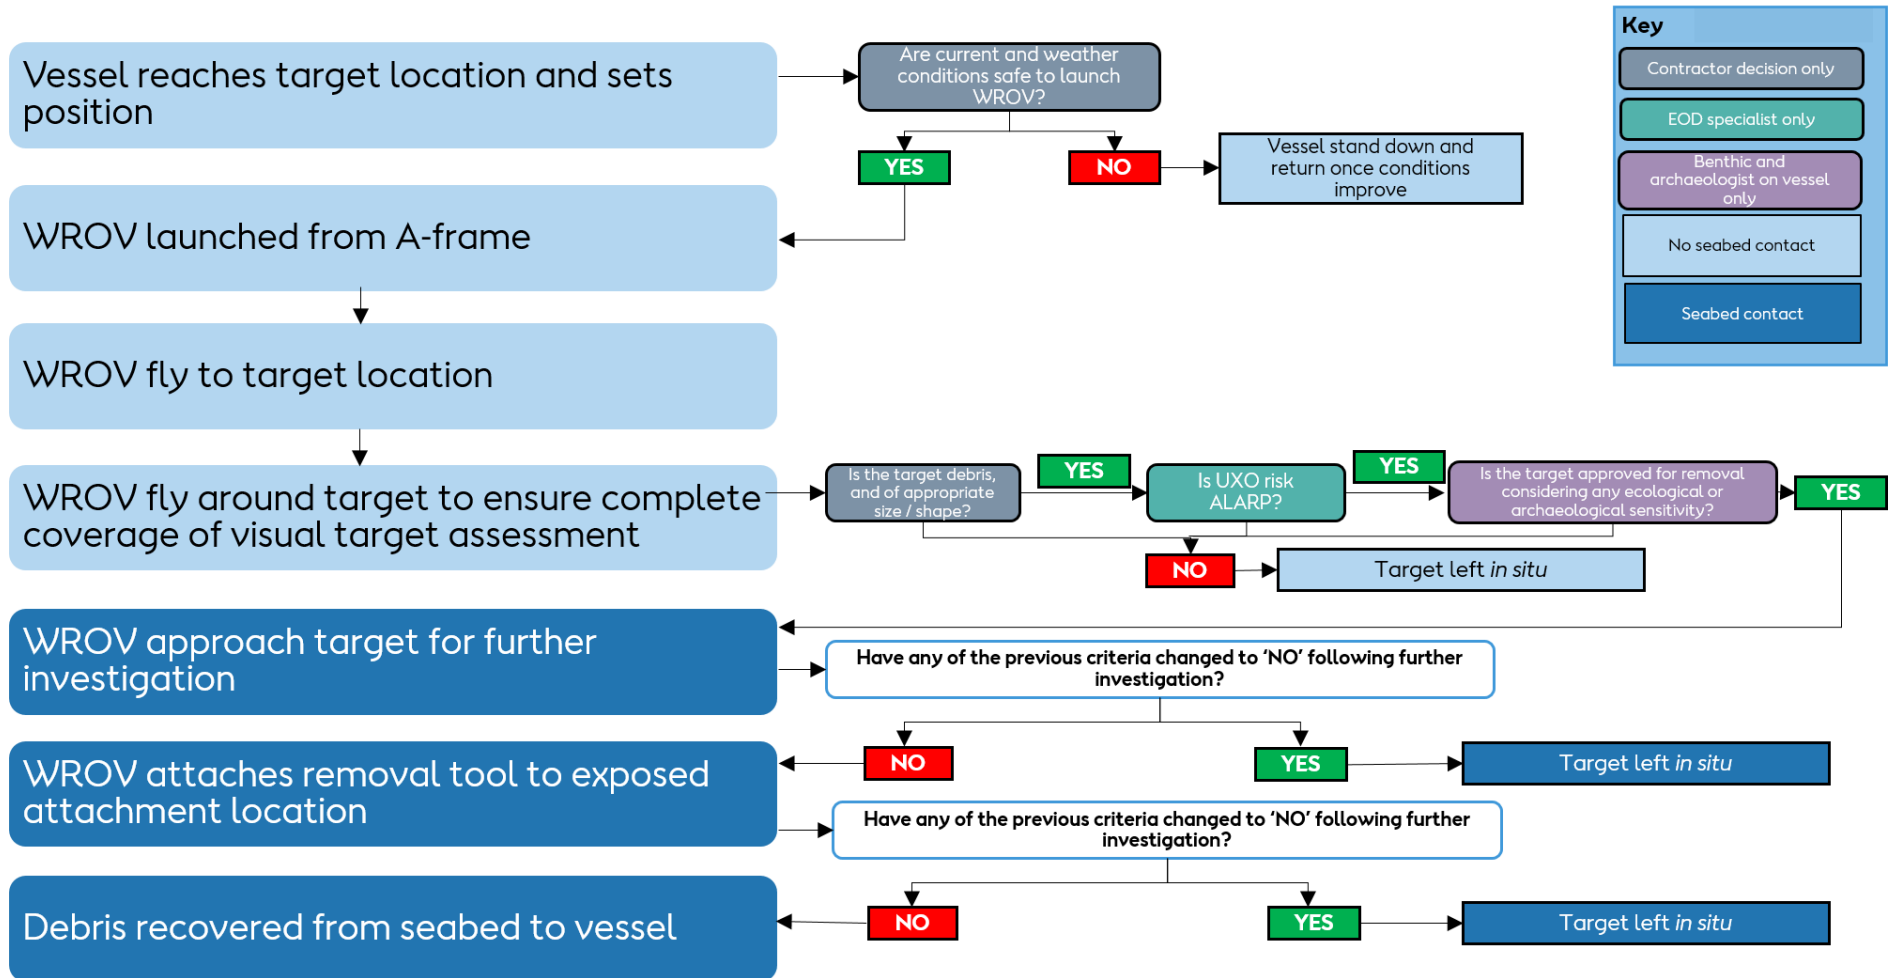 Vessel reaches target location and sets
position
Are current and weather
conditions safe to launch
WROV?
YES
NO
Vessel stand down and
return once conditions
improve
Key
Contractor decision only
EOD specialist only
Benthic and
archaeologist on vessel
only
No seabed contact
Seabed contact
WROV launched from A-frame
WROV fly to target location
WROV fly around target to ensure complete
coverage of visual target assessment
Is the target debris,
and of appropriate
size / shape?
YES
Is UXO risk
ALARP?
YES
Is the target approved for removal
considering any ecological or
archaeological sensitivity?
YES
NO
Target left in situ
WROV approach target for further
investigation
Have any of the previous criteria changed to ‘NO’ following further
investigation?
NO
YES
Target left in situ
WROV attaches removal tool to exposed
attachment location
Have any of the previous criteria changed to ‘NO’ following further
investigation?
NO
YES
Target left in situ
Debris recovered from seabed to vessel